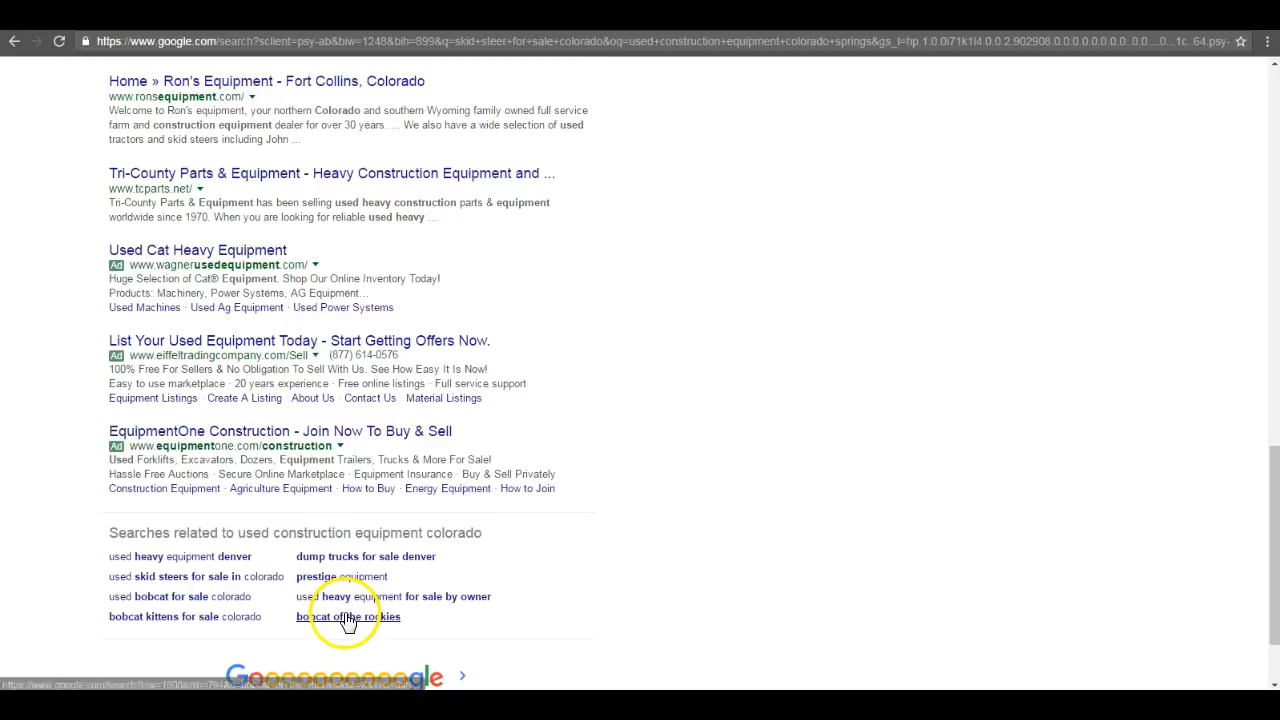 https://www.google.com/search?sclient=psy-ab&biw=1248&bih=899&q=skid+steer+for+sale+colorado&oq=used+construction+equipment+colorado+springs&gs_l=hp.1.0.0i71k1l4.0.0.2.902908.0.0.0.0.0.0.0.0..0.0....0...1c..64.psy-
Home » Ron's Equipment - Fort Collins, Colorado
www.ronsequipment.com/
Welcome to Ron's equipment, your northern Colorado and southern Wyoming family owned full service
farm and construction equipment dealer for over 30 years. ... We also have a wide selection of used
tractors and skid steers including John ...
Tri-County Parts & Equipment - Heavy Construction Equipment and ...
www.tcparts.net/
Tri-County Parts & Equipment has been selling used heavy construction parts & equipment
worldwide since 1970. When you are looking for reliable used heavy ...
Used Cat Heavy Equipment
Ad www.wagnerusedequipment.com/
Huge Selection of Cat® Equipment. Shop Our Online Inventory Today!
Products: Machinery, Power Systems, AG Equipment...
Used Machines · Used Ag Equipment · Used Power Systems
List Your Used Equipment Today - Start Getting Offers Now.
Ad www.eiffeltradingcompany.com/Sell (877) 614-0576
100% Free For Sellers & No Obligation To Sell With Us. See How Easy It Is Now!
Easy to use marketplace · 20 years experience · Free online listings · Full service support
Equipment Listings · Create A Listing · About Us · Contact Us · Material Listings
EquipmentOne Construction - Join Now To Buy & Sell
Ad www.equipmentone.com/construction
Used Forklifts, Excavators, Dozers, Equipment Trailers, Trucks & More For Sale!
Hassle Free Auctions · Secure Online Marketplace · Equipment Insurance · Buy & Sell Privately
Construction Equipment · Agriculture Equipment · How to Buy · Energy Equipment · How to Join
Searches related to used construction equipment colorado
used heavy equipment denver
dump trucks for sale denver
used skid steers for sale in colorado
prestige equipment
used bobcat for sale colorado
used heavy equipment for sale by owner
bobcat kittens for sale colorado
bobcat of the rockies
Goooooooooogle